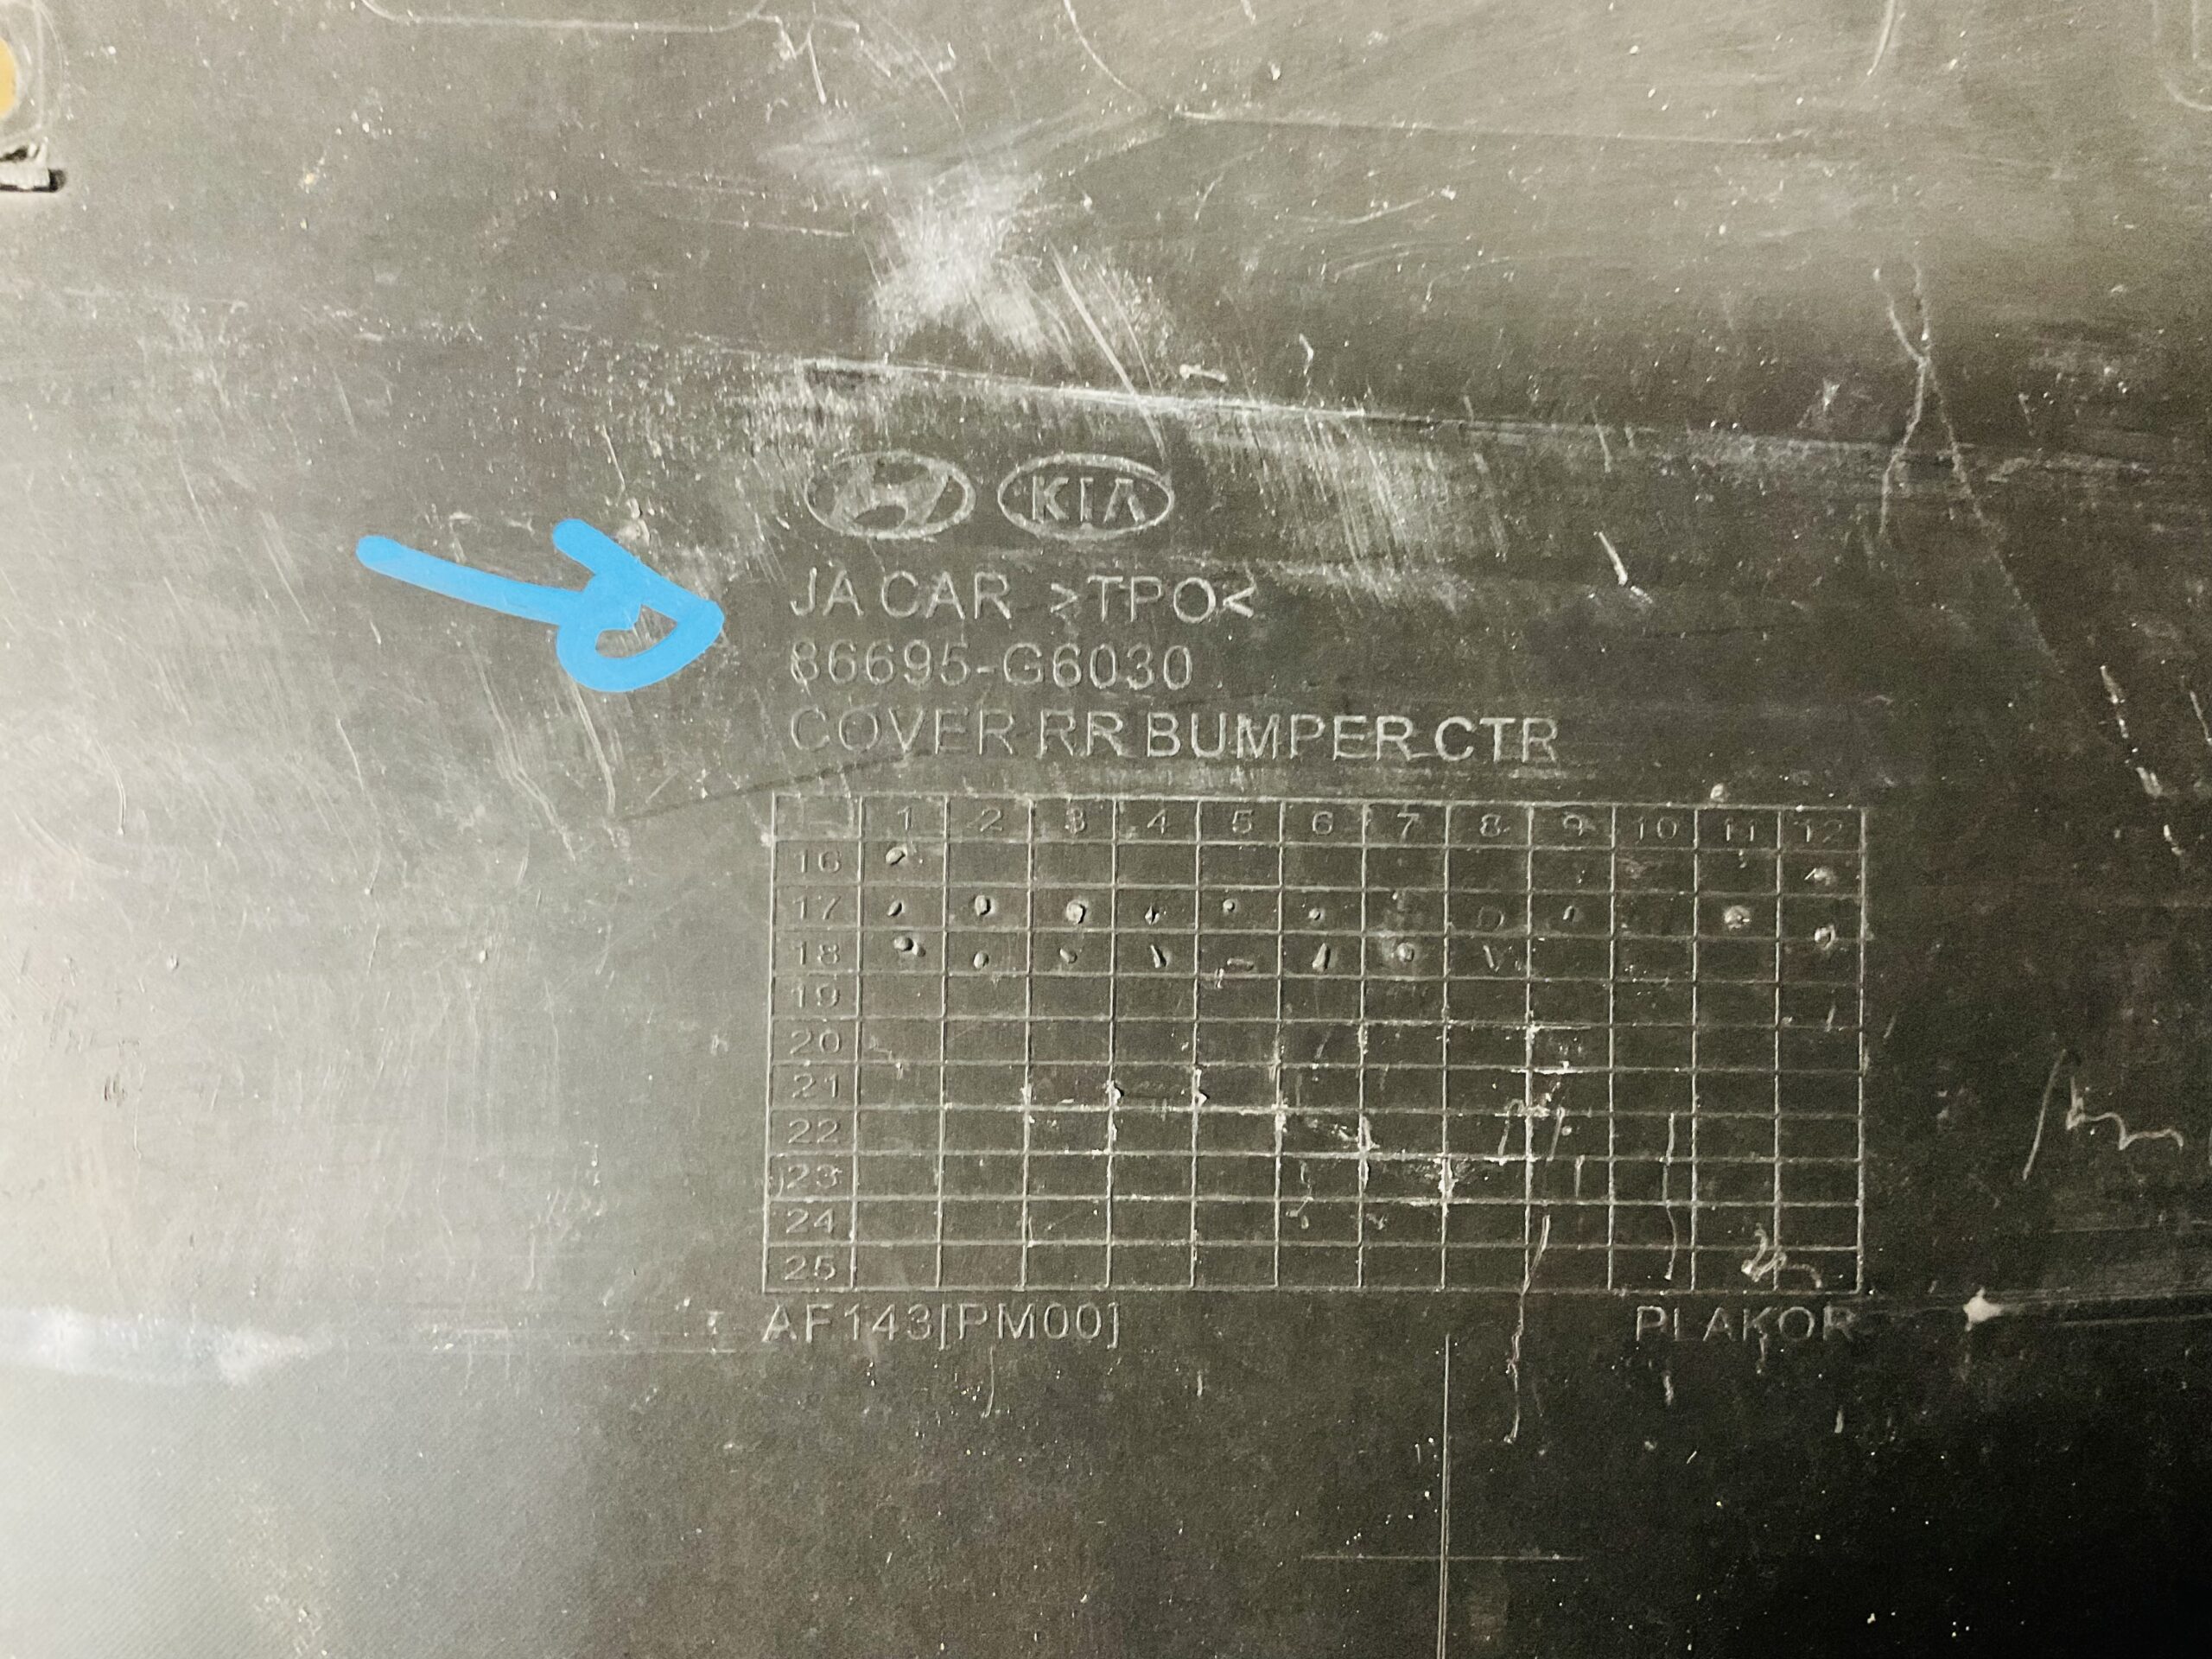 KIA
JA CAR >TPO<
86695-G6030
COVER RR BUMPER CTR
1 2 3 4 5 6 7 8 9 10 11 12
16
17
18
19
20
21
22
23
24
25
AF143[PM00] PLAKOR